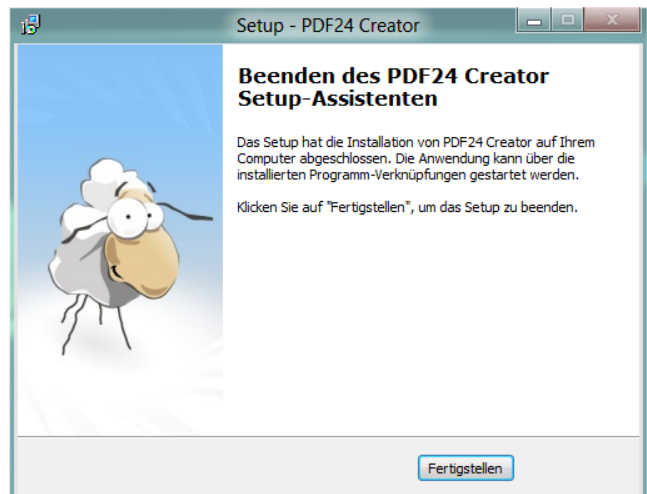 Setup - PDF24 Creator
Beenden des PDF24 Creator
Setup-Assistenten
Das Setup hat die Installation von PDF24 Creator auf Ihrem
Computer abgeschlossen. Die Anwendung kann über die
installierten Programm-Verknüpfungen gestartet werden.
Klicken Sie auf "Fertigstellen", um das Setup zu beenden.
Fertigstellen